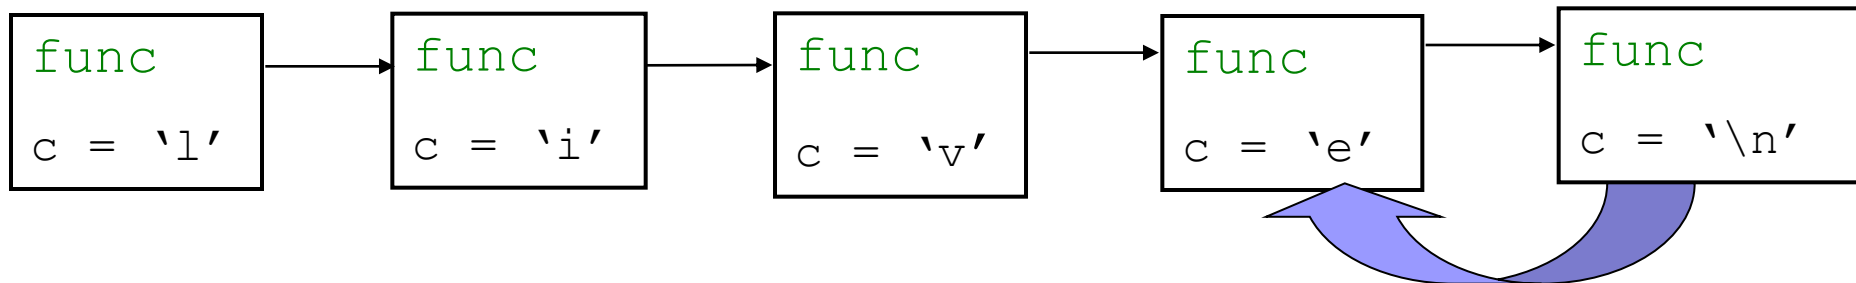 func
c = ‘l’
func
c = ‘i’
func
c = ‘v’
func
c = ‘e’
func
c = ‘\n’